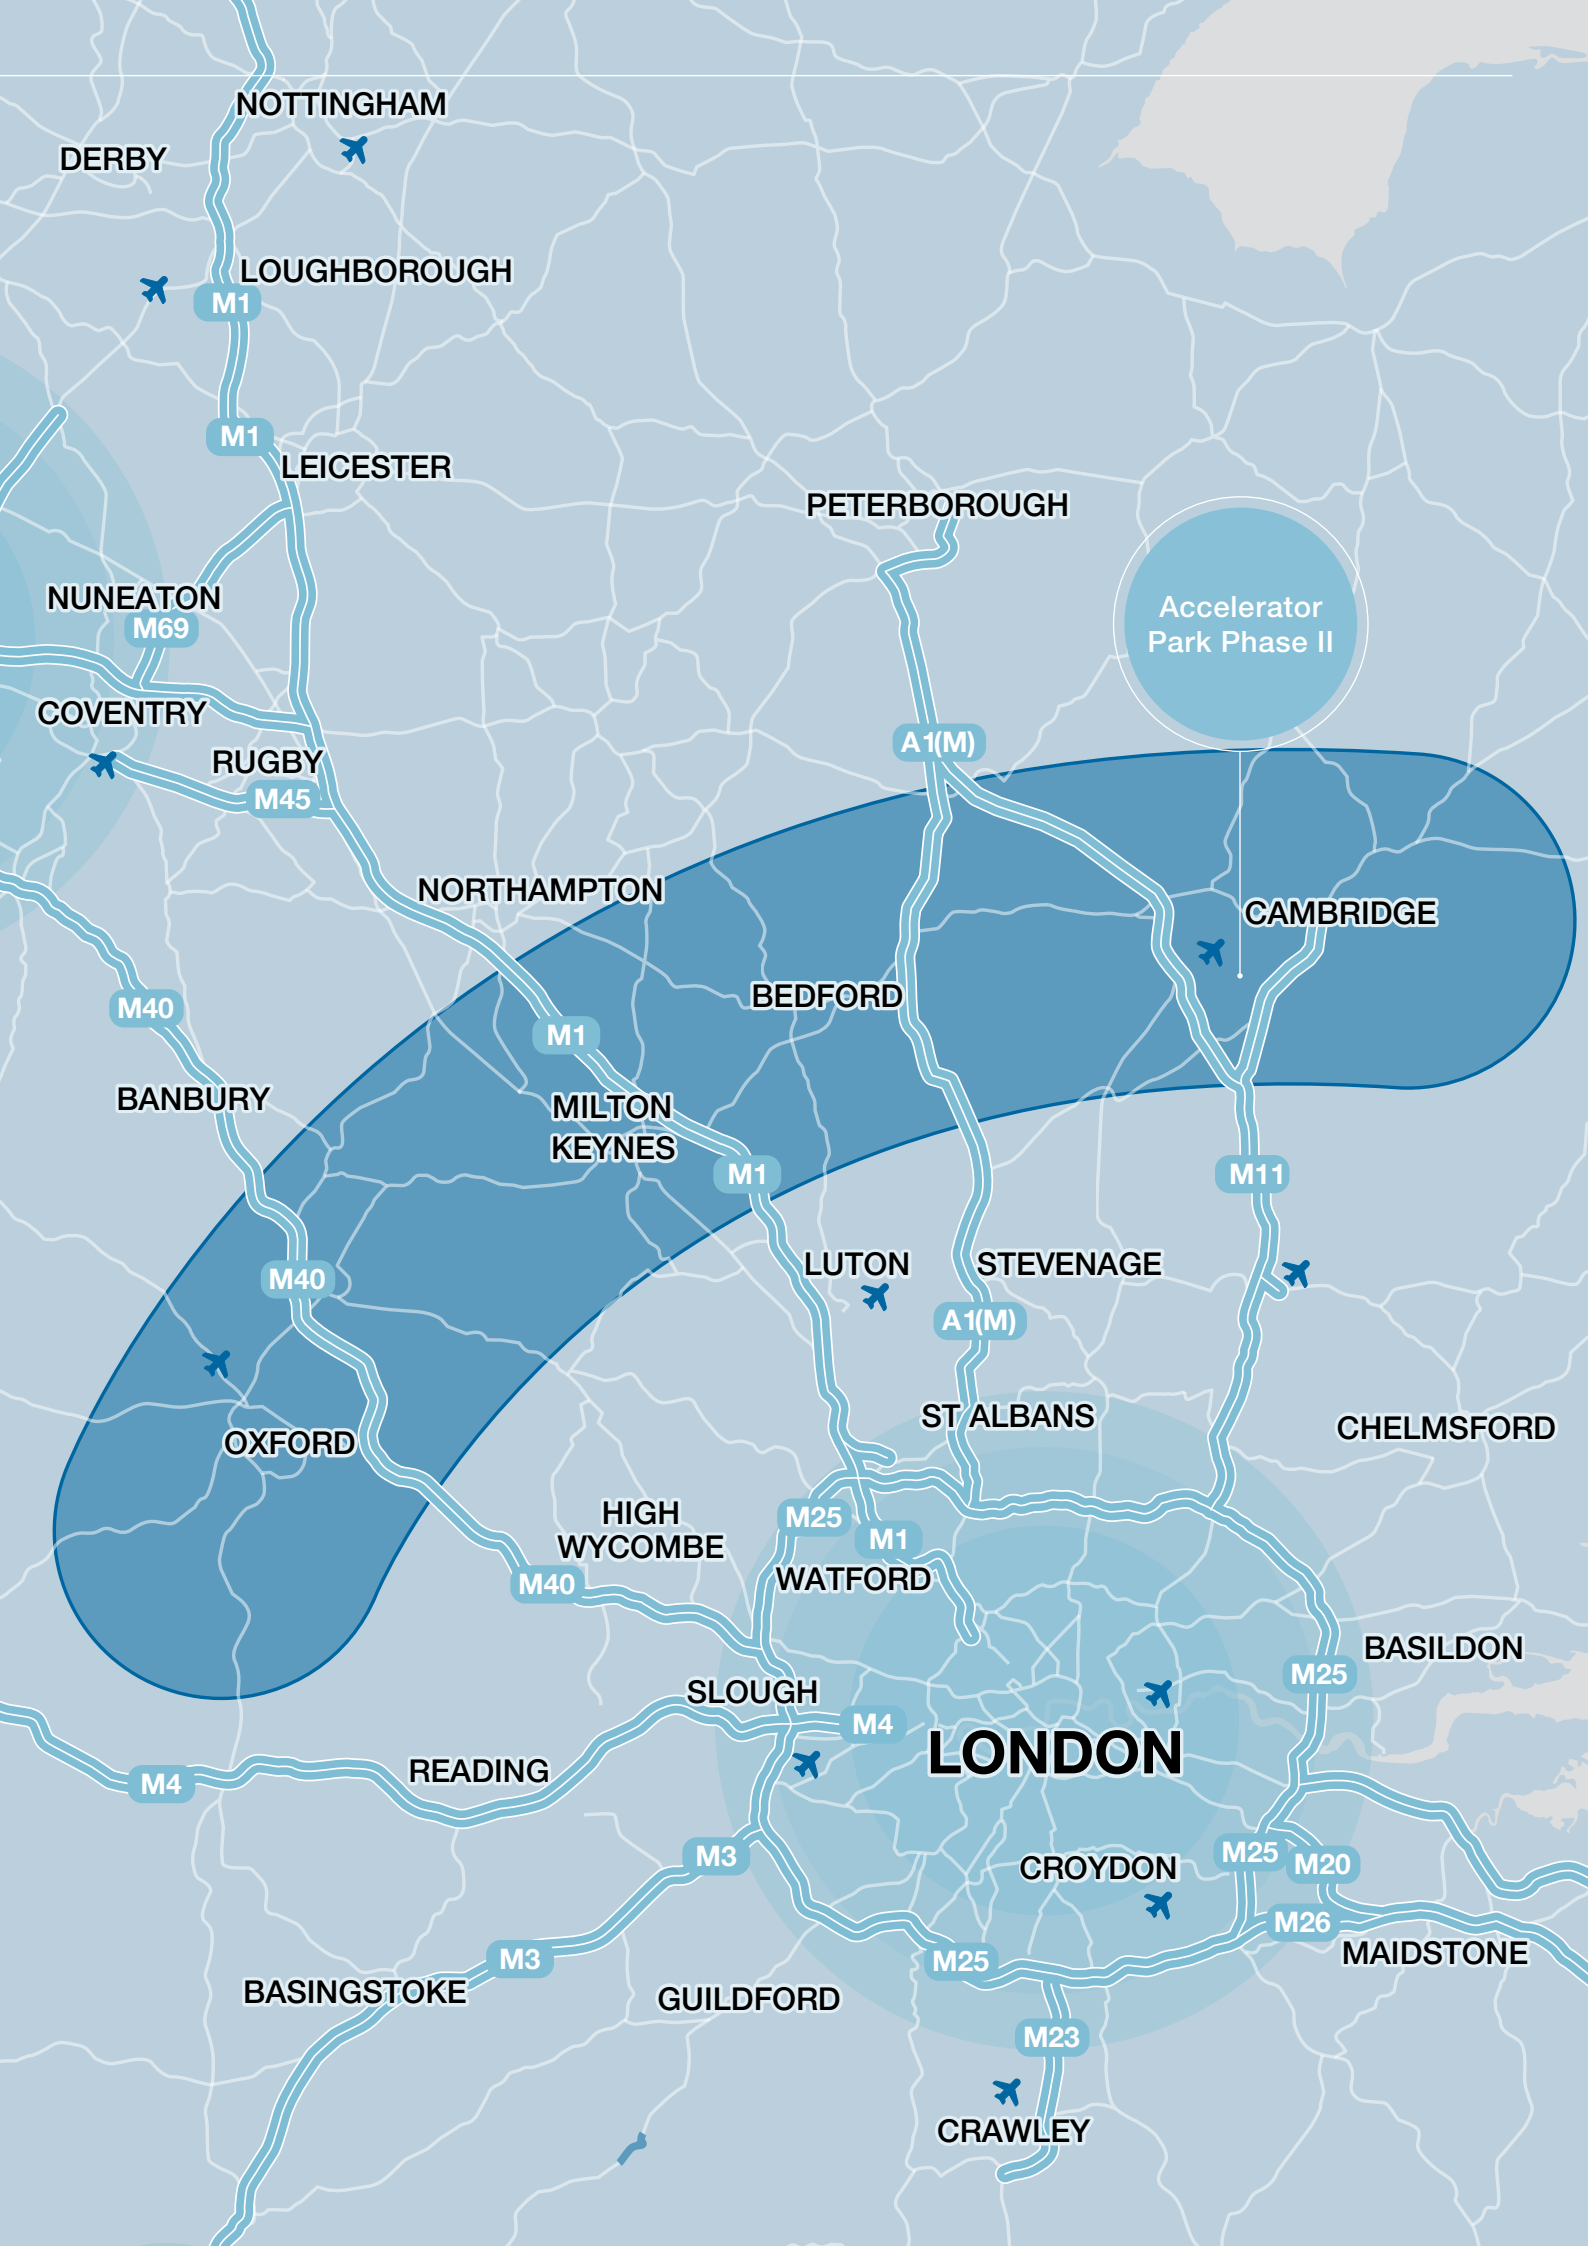 NOTTINGHAM
DERBY
LOUGHBOROUGH
M1
M1
LEICESTER
PETERBOROUGH
NUNEATON
M69
Accelerator
Park Phase II
COVENTRY
A1(M)
RUGBY
M45
NORTHAMPTON
CAMBRIDGE
BEDFORD
M40
M1
BANBURY
MILTON
KEYNES
M1
M11
LUTON
STEVENAGE
M40
A1(M)
ST ALBANS
CHELMSFORD
OXFORD
HIGH
WYCOMBE
M25
M1
WATFORD
M40
BASILDON
M25
SLOUGH
M4
LONDON
READING
M4
M3
M25
M20
CROYDON
M26
MAIDSTONE
M3
M25
BASINGSTOKE
GUILDFORD
M23
CRAWLEY